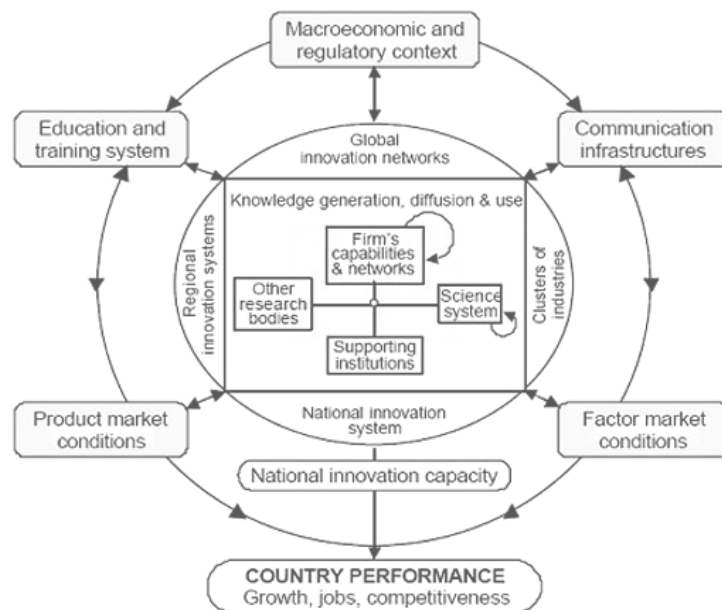 Macroeconomic and
regulatory context
Education and
training system
Communication
infrastructures
Global
innovation networks
Knowledge generation, diffusion & use
Regional
innovation systems
Clusters of
industries
Firm's
capabilities
& networks
Other
research
bodies
Science
system
Supporting
institutions
Product market
conditions
National innovation
system
Factor market
conditions
National innovation capacity
COUNTRY PERFORMANCE
Growth, jobs, competitiveness